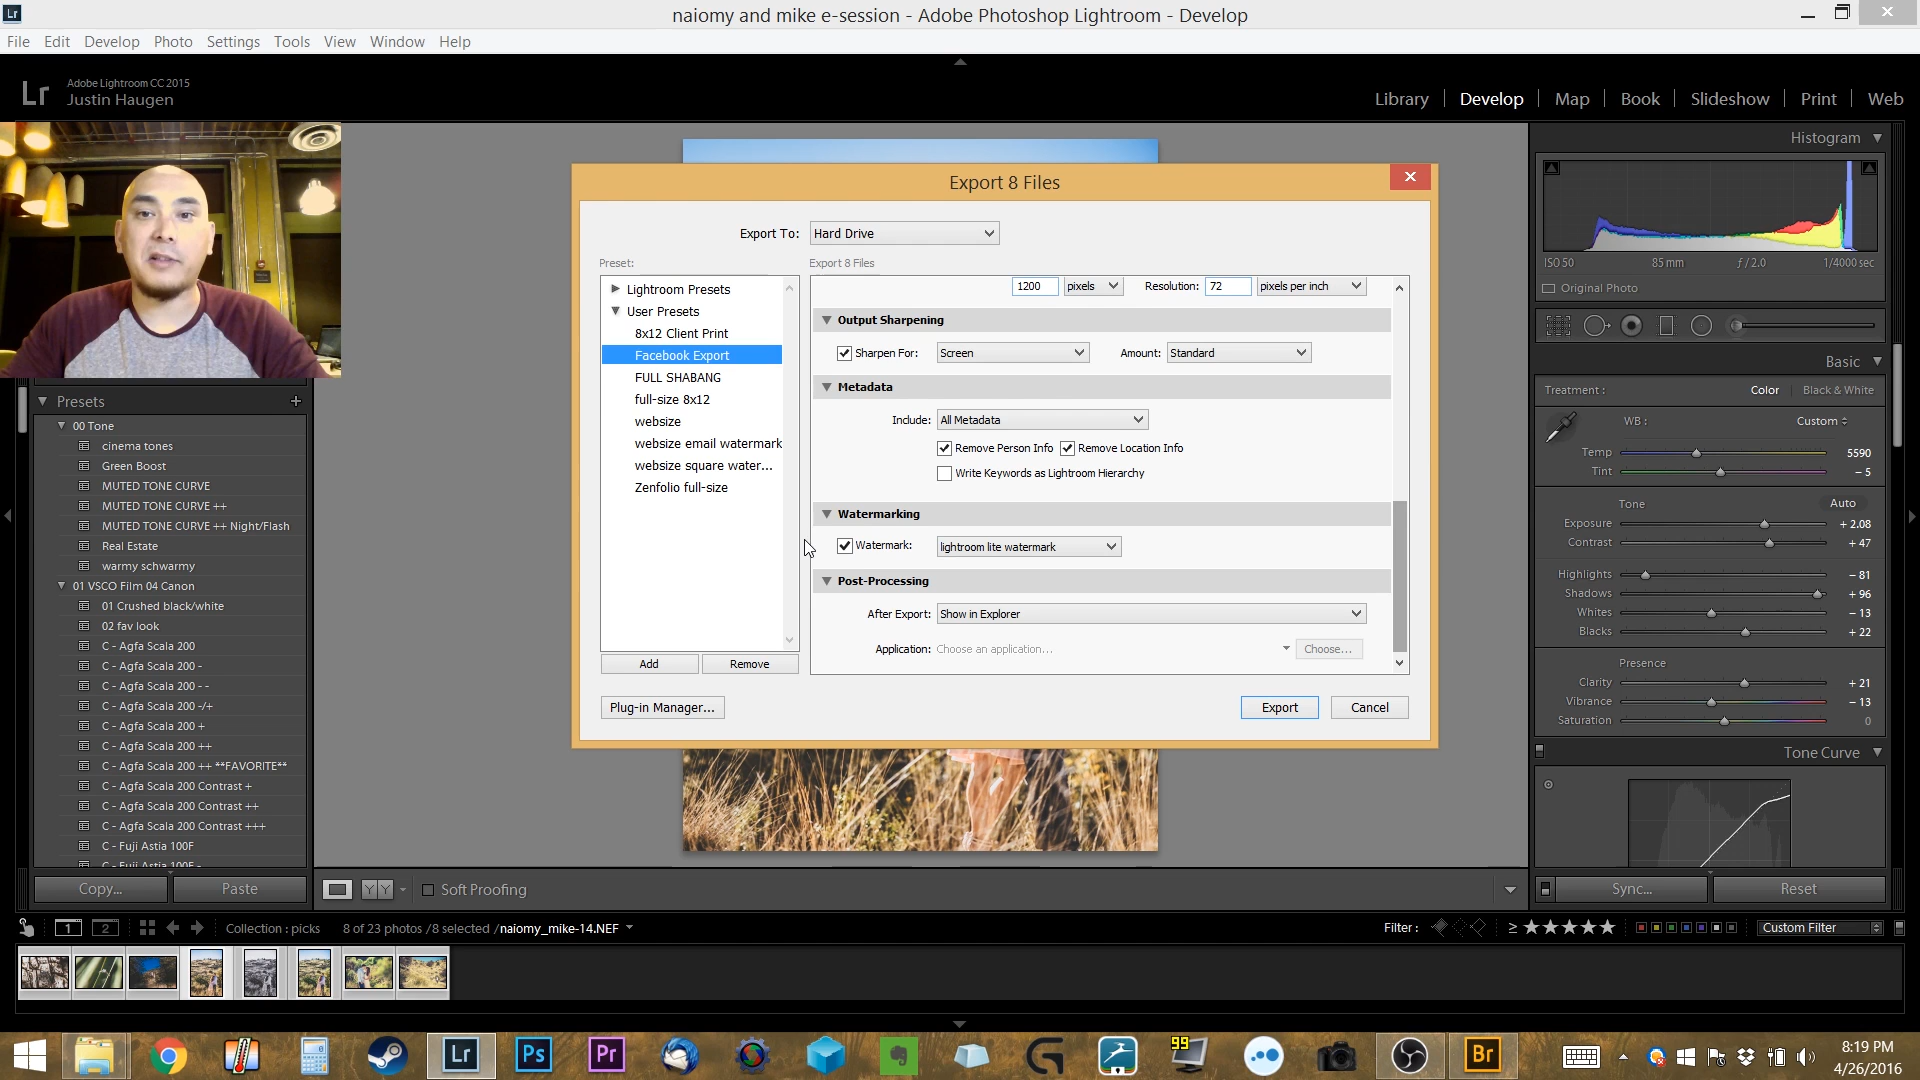 Lr
naiomy and mike e-session - Adobe Photoshop Lightroom - Develop
File Edit Develop Photo Settings Tools View Window Help
Lr
Adobe Lightroom CC 2015
Justin Haugen
Library Develop Map Book Slideshow Print Web
Histogram
ISO 50 85 mm ƒ / 2.0 1/4000 sec
Original Photo
Basic
Treatment : Color Black & White
WB : Custom
Temp 5590
Tint – 5
Tone Auto
Exposure + 2.08
Contrast + 47
Highlights – 81
Shadows + 96
Whites – 13
Blacks + 22
Presence
Clarity + 21
Vibrance – 13
Saturation 0
Tone Curve
Sync... Reset
Export 8 Files
Export To: Hard Drive
Preset:
Export 8 Files
Lightroom Presets
User Presets
8x12 Client Print
Facebook Export
FULL SHABANG
full-size 8x12
websize
websize email watermark
websize square water...
Zenfolio full-size
Add Remove
1200 pixels Resolution: 72 pixels per inch
Output Sharpening
Sharpen For: Screen Amount: Standard
Metadata
Include: All Metadata
Remove Person Info Remove Location Info
Write Keywords as Lightroom Hierarchy
Watermarking
Watermark: lightroom lite watermark
Post-Processing
After Export: Show in Explorer
Application: Choose an application... Choose...
Plug-in Manager... Export Cancel
Presets
00 Tone
cinema tones
Green Boost
MUTED TONE CURVE
MUTED TONE CURVE ++
MUTED TONE CURVE ++ Night/Flash
Real Estate
warmy schwarmy
01 VSCO Film 04 Canon
01 Crushed black/white
02 fav look
C - Agfa Scala 200
C - Agfa Scala 200 -
C - Agfa Scala 200 - -
C - Agfa Scala 200 -/+
C - Agfa Scala 200 +
C - Agfa Scala 200 ++
C - Agfa Scala 200 ++ **FAVORITE**
C - Agfa Scala 200 Contrast +
C - Agfa Scala 200 Contrast ++
C - Agfa Scala 200 Contrast +++
C - Fuji Astia 100F
C - Fuji Astia 100F -
Copy... Paste
Y Y Soft Proofing
1 2 Collection : picks 8 of 23 photos / 8 selected / naiomy_mike-14.NEF
Filter : ≥ Custom Filter
Lr Ps Pr 99 Br
8:19 PM
4/26/2016